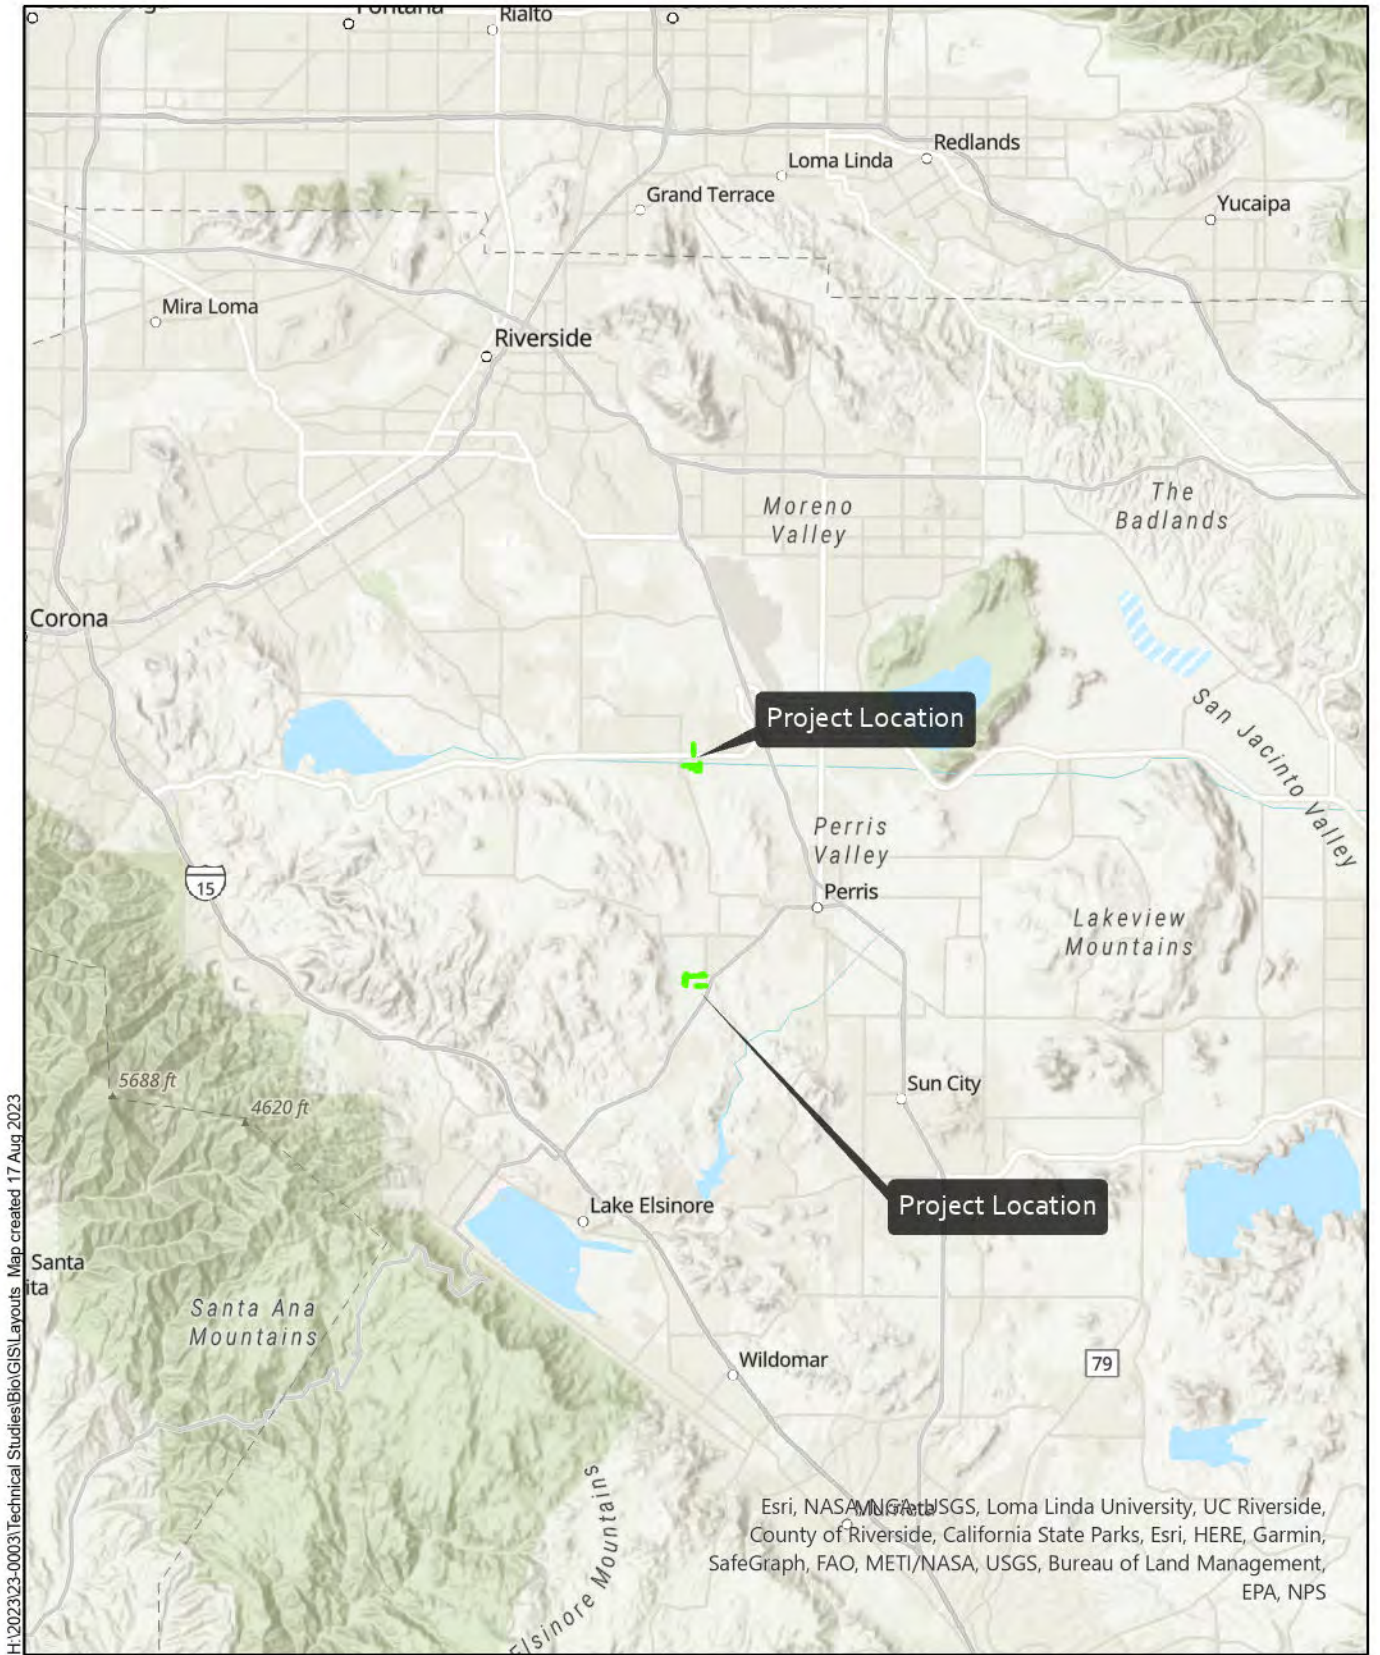 Rialto
Loma Linda
Redlands
Grand Terrace
Yucaipa
Mira Loma
Riverside
Moreno
Valley
The
Badlands
Corona
San Jacinto Valley
Project Location
Perris
Valley
15
Perris
Lakeview
Mountains
5688 ft
4620 ft
Sun City
Lake Elsinore
Project Location
Santa
ita
Santa Ana
Mountains
Wildomar
79
Elsinore Mountains
Murrieta
Esri, NASA, NGA, USGS, Loma Linda University, UC Riverside,
County of Riverside, California State Parks, Esri, HERE, Garmin,
SafeGraph, FAO, METI/NASA, USGS, Bureau of Land Management,
EPA, NPS
H:\2023\23-0003\Technical Studies\Bio\GIS\Layouts Map created 17 Aug 2023